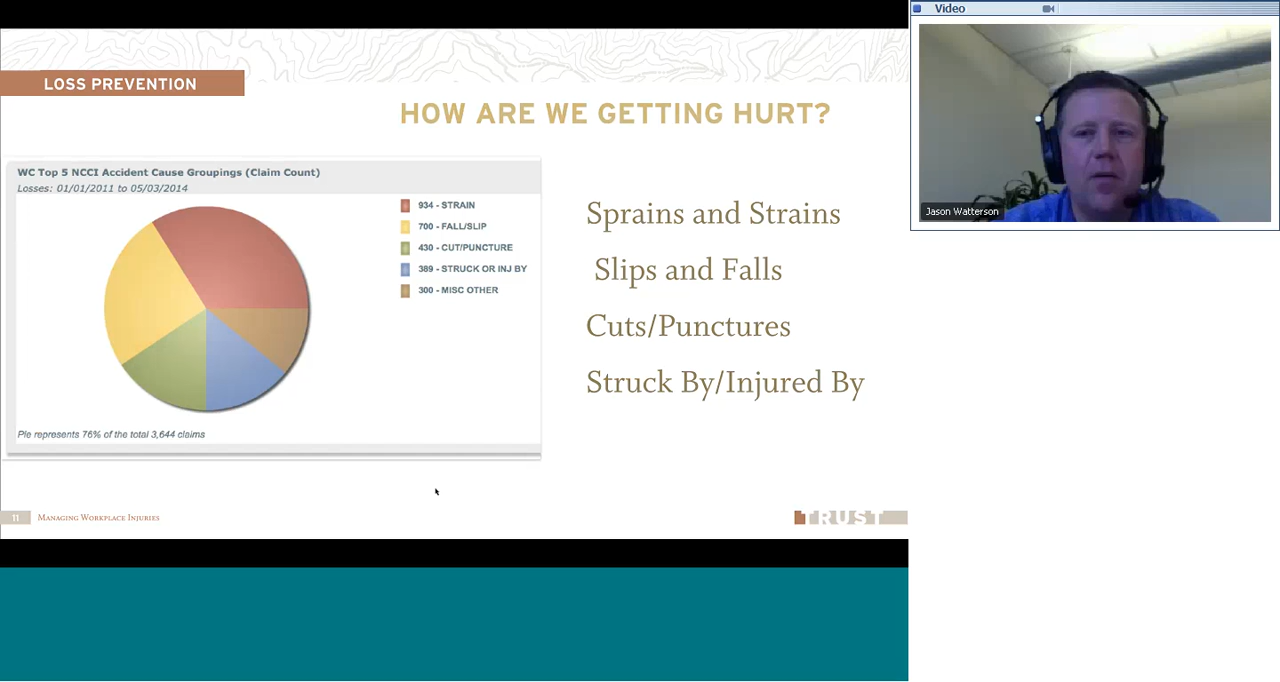 LOSS PREVENTION
HOW ARE WE GETTING HURT?
WC Top 5 NCCI Accident Cause Groupings (Claim Count)
Losses: 01/01/2011 to 05/03/2014
934 - STRAIN
700 - FALL/SLIP
430 - CUT/PUNCTURE
389 - STRUCK OR INJ BY
300 - MISC OTHER
Pie represents 76% of the total 3,644 claims
Sprains and Strains
Slips and Falls
Cuts/Punctures
Struck By/Injured By
11
Managing Workplace Injuries
TRUST
Video
Jason Watterson